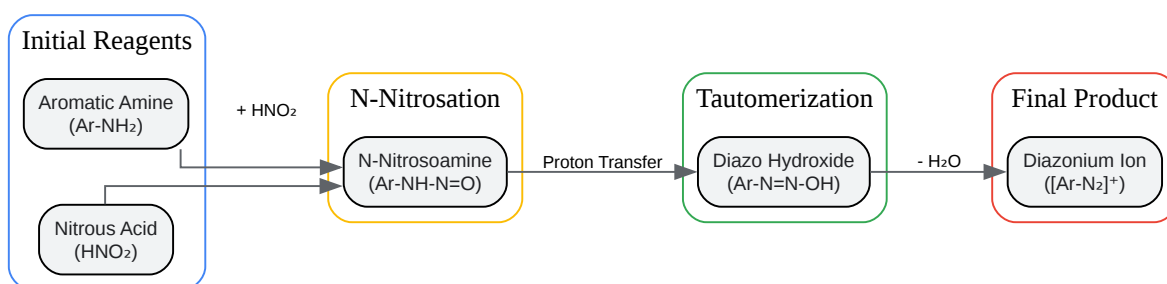 Initial Reagents
Aromatic Amine
(Ar-NH₂)
Nitrous Acid
(HNO₂)
+ HNO₂
N-Nitrosation
N-Nitrosoamine
(Ar-NH-N=O)
Proton Transfer
Tautomerization
Diazo Hydroxide
(Ar-N=N-OH)
- H₂O
Final Product
Diazonium Ion
([Ar-N₂]⁺)